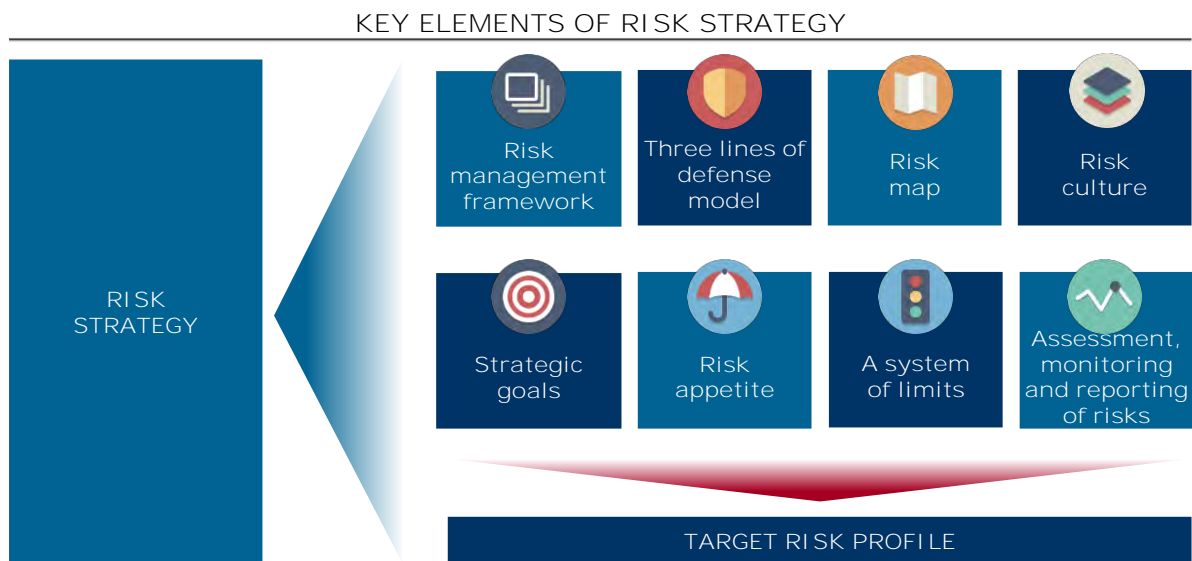 KEY ELEMENTS OF RISK STRATEGY
RISK
STRATEGY
Risk
management
framework
Three lines of
defense
model
Risk
map
Risk
culture
Strategic
goals
Risk
appetite
A system
of limits
Assessment,
monitoring
and reporting
of risks
TARGET RISK PROFILE